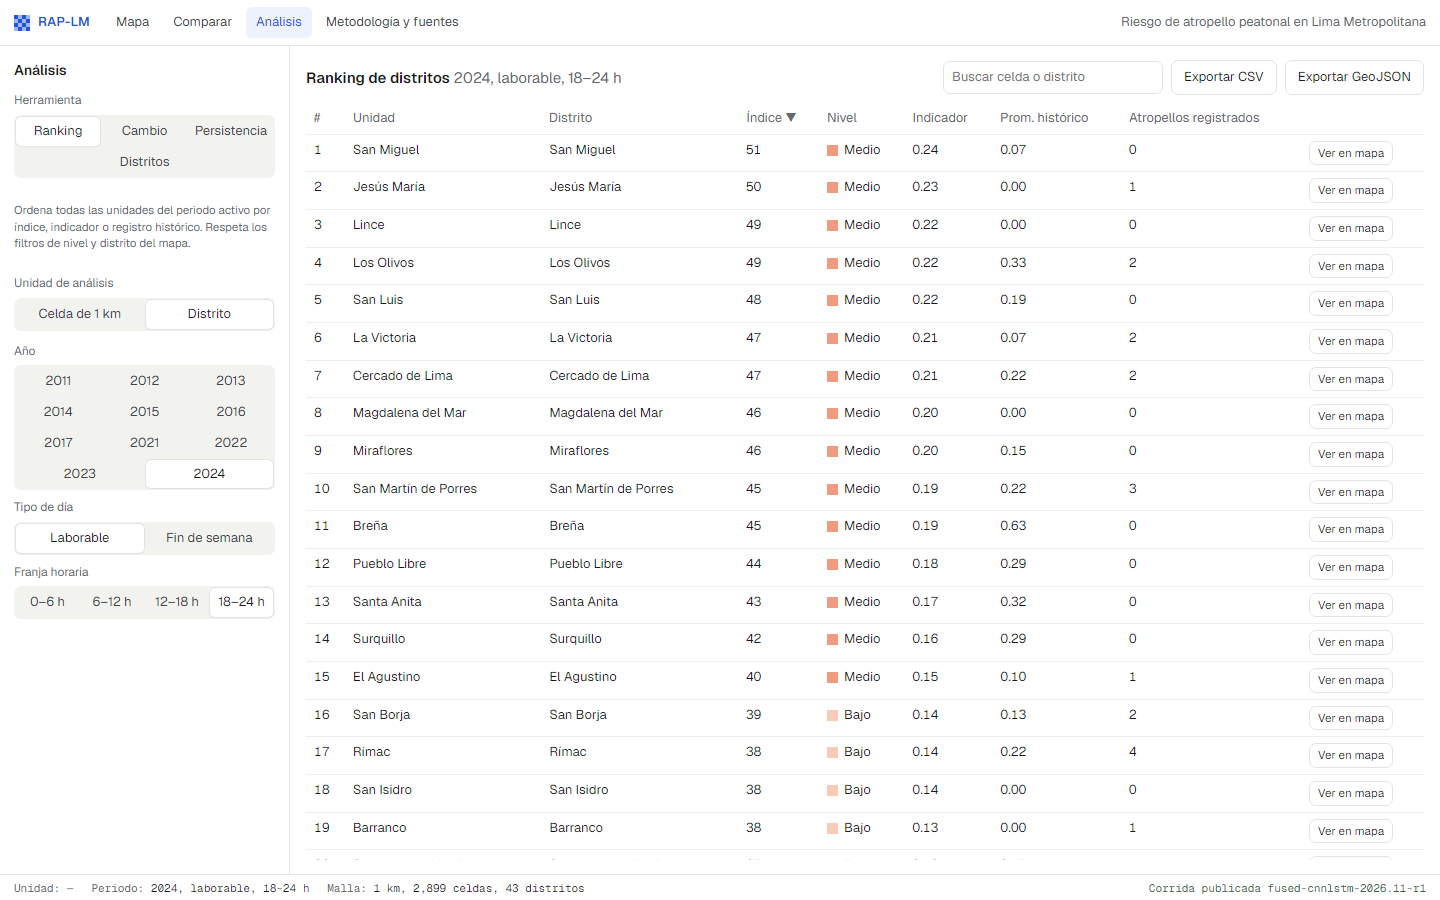 RAP-LM Mapa Comparar Análisis Metodología y fuentes Riesgo de atropello peatonal en Lima Metropolitana
Análisis
Herramienta
Ranking Cambio Persistencia
Distritos
Ordena todas las unidades del periodo activo por
índice, indicador o registro histórico. Respeta los
filtros de nivel y distrito del mapa.
Unidad de análisis
Celda de 1 km Distrito
Año
2011 2012 2013
2014 2015 2016
2017 2021 2022
2023 2024
Tipo de día
Laborable Fin de semana
Franja horaria
0–6 h 6–12 h 12–18 h 18–24 h
Ranking de distritos 2024, laborable, 18–24 h Buscar celda o distrito Exportar CSV Exportar GeoJSON
# Unidad Distrito Índice ▼ Nivel Indicador Prom. histórico Atropellos registrados
1 San Miguel San Miguel 51 Medio 0.24 0.07 0 Ver en mapa
2 Jesús María Jesús María 50 Medio 0.23 0.00 1 Ver en mapa
3 Lince Lince 49 Medio 0.22 0.00 0 Ver en mapa
4 Los Olivos Los Olivos 49 Medio 0.22 0.33 2 Ver en mapa
5 San Luis San Luis 48 Medio 0.22 0.19 0 Ver en mapa
6 La Victoria La Victoria 47 Medio 0.21 0.07 2 Ver en mapa
7 Cercado de Lima Cercado de Lima 47 Medio 0.21 0.22 2 Ver en mapa
8 Magdalena del Mar Magdalena del Mar 46 Medio 0.20 0.00 0 Ver en mapa
9 Miraflores Miraflores 46 Medio 0.20 0.15 0 Ver en mapa
10 San Martín de Porres San Martín de Porres 45 Medio 0.19 0.22 3 Ver en mapa
11 Breña Breña 45 Medio 0.19 0.63 0 Ver en mapa
12 Pueblo Libre Pueblo Libre 44 Medio 0.18 0.29 0 Ver en mapa
13 Santa Anita Santa Anita 43 Medio 0.17 0.32 0 Ver en mapa
14 Surquillo Surquillo 42 Medio 0.16 0.29 0 Ver en mapa
15 El Agustino El Agustino 40 Medio 0.15 0.10 1 Ver en mapa
16 San Borja San Borja 39 Bajo 0.14 0.13 2 Ver en mapa
17 Rímac Rímac 38 Bajo 0.14 0.22 4 Ver en mapa
18 San Isidro San Isidro 38 Bajo 0.14 0.00 0 Ver en mapa
19 Barranco Barranco 38 Bajo 0.13 0.00 1 Ver en mapa
Unidad: — Periodo: 2024, laborable, 18–24 h Malla: 1 km, 2,899 celdas, 43 distritos Corrida publicada fused-cnnlstm-2026.11-r1